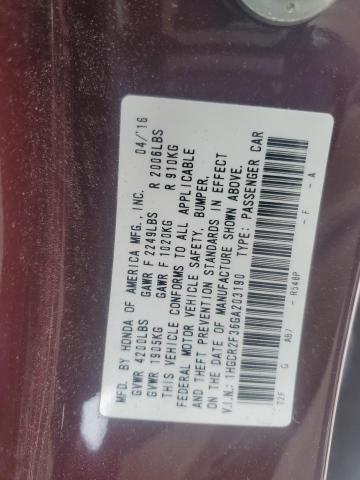 MFD. BY HONDA OF AMERICA MFG., INC. 04/'16
GVWR 4200LBS GAWR F 2249LBS R 2006LBS
GVWR 1905KG GAWR F 1020KG R 910KG
THIS VEHICLE CONFORMS TO ALL APPLICABLE
FEDERAL MOTOR VEHICLE SAFETY, BUMPER,
AND THEFT PREVENTION STANDARDS IN EFFECT
ON THE DATE OF MANUFACTURE SHOWN ABOVE.
V.I.N.: 1HGCR2F36GA203190 TYPE: PASSENGER CAR
T2F G AB7 - R548P - F - A